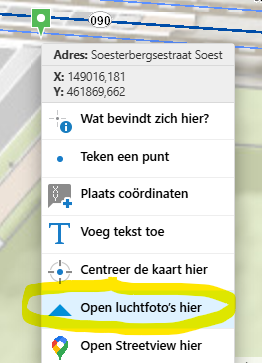 090
Adres: Soesterbergsestraat Soest
X: 149016,181
Y: 461869,662
Wat bevindt zich hier?
Teken een punt
Plaats coördinaten
Voeg tekst toe
Centreer de kaart hier
Open luchtfoto's hier
Open Streetview hier